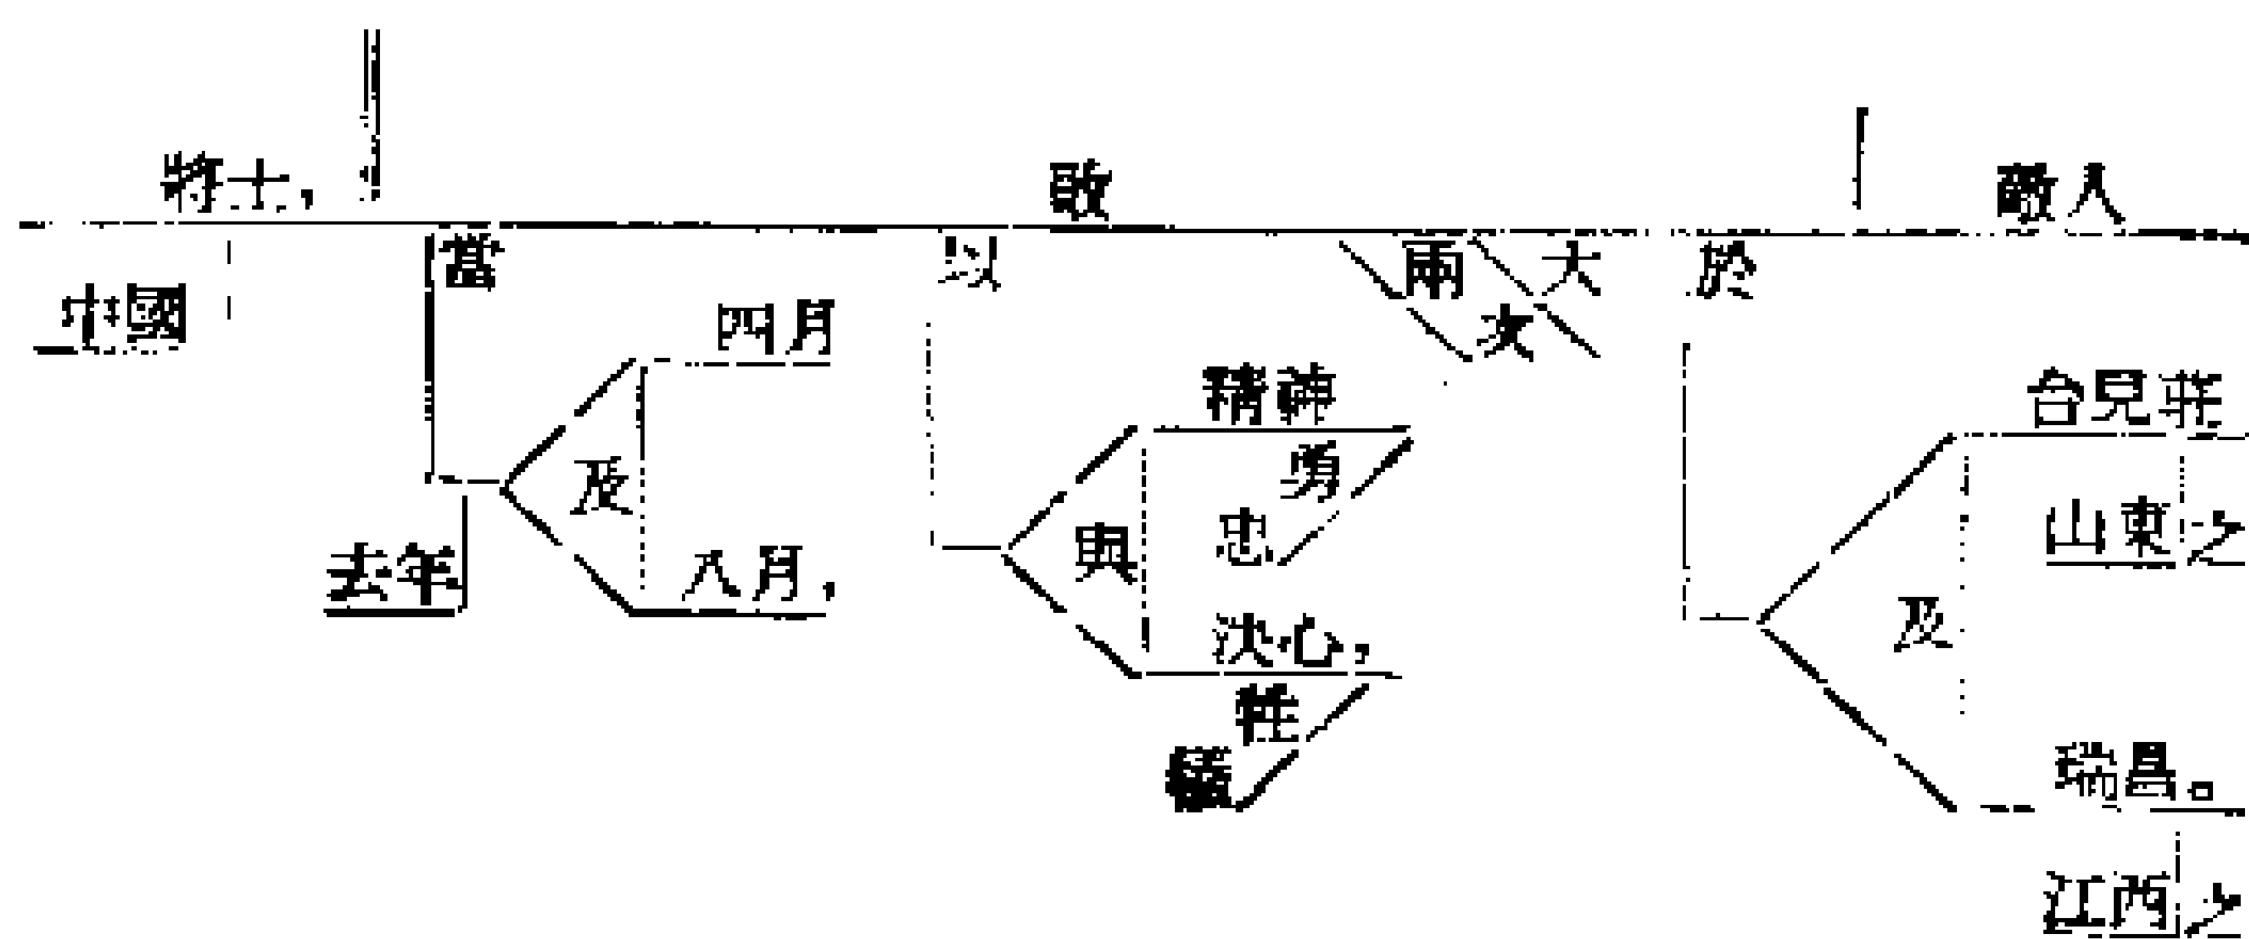 將士， 敗 敵人
中國 當 以 兩 大 於
四月 次
精神 台兒莊
及 勇
忠 與 山東 之
去年 八月，
決心， 及
犧牲
瑞昌。
江西 之